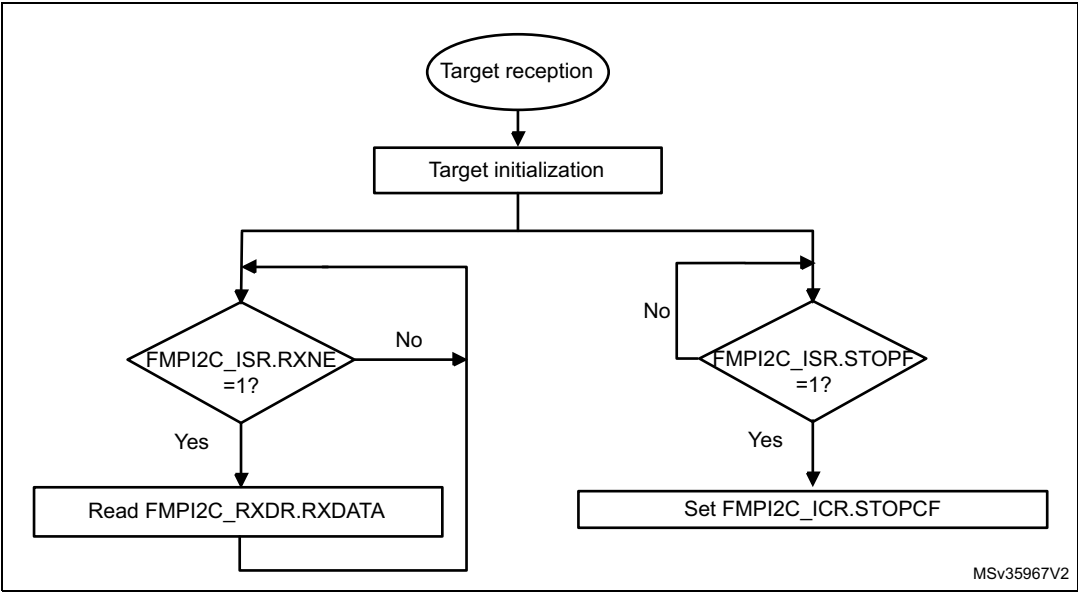 Target reception
Target initialization
No
FMPI2C_ISR.RXNE
=1?
Yes
Read FMPI2C_RXDR.RXDATA
No
FMPI2C_ISR.STOPF
=1?
Yes
Set FMPI2C_ICR.STOPCF
MSv35967V2